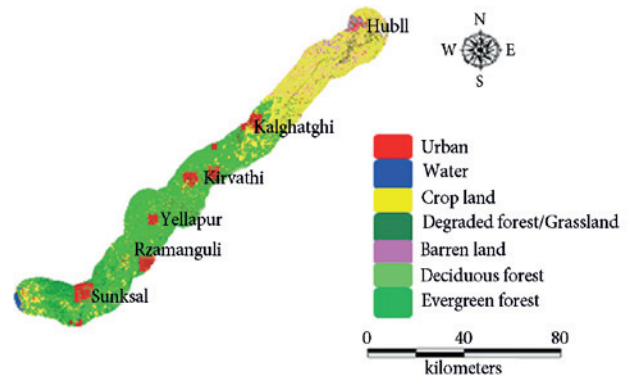 Hubll
N
W E
S
Kalghatghi
Kirvathi
Yellapur
Rzamanguli
Sunksal
Urban
Water
Crop land
Degraded forest/Grassland
Barren land
Deciduous forest
Evergreen forest
0 40 80
kilometers